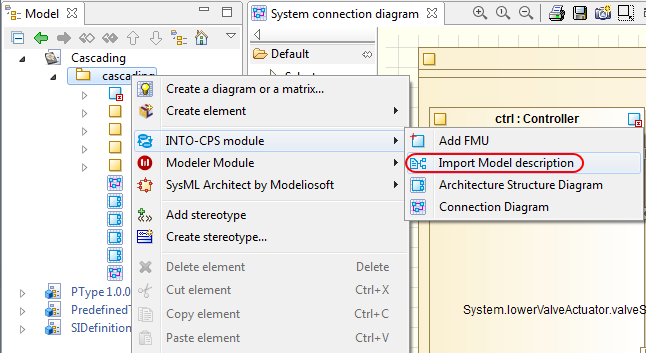 Model
System connection diagram
Default
Cascading
cascading
Create a diagram or a matrix...
Create element
INTO-CPS module
Modeler Module
SysML Architect by Modeliosoft
Add stereotype
Create stereotype...
Delete element Delete
Cut element Ctrl+X
Copy element Ctrl+C
Paste element Ctrl+V
Add FMU
Import Model description
Architecture Structure Diagram
Connection Diagram
ctrl : Controller
System.lowerValveActuator.valveS
PType 1.0.0
PredefinedT
SIDefinition